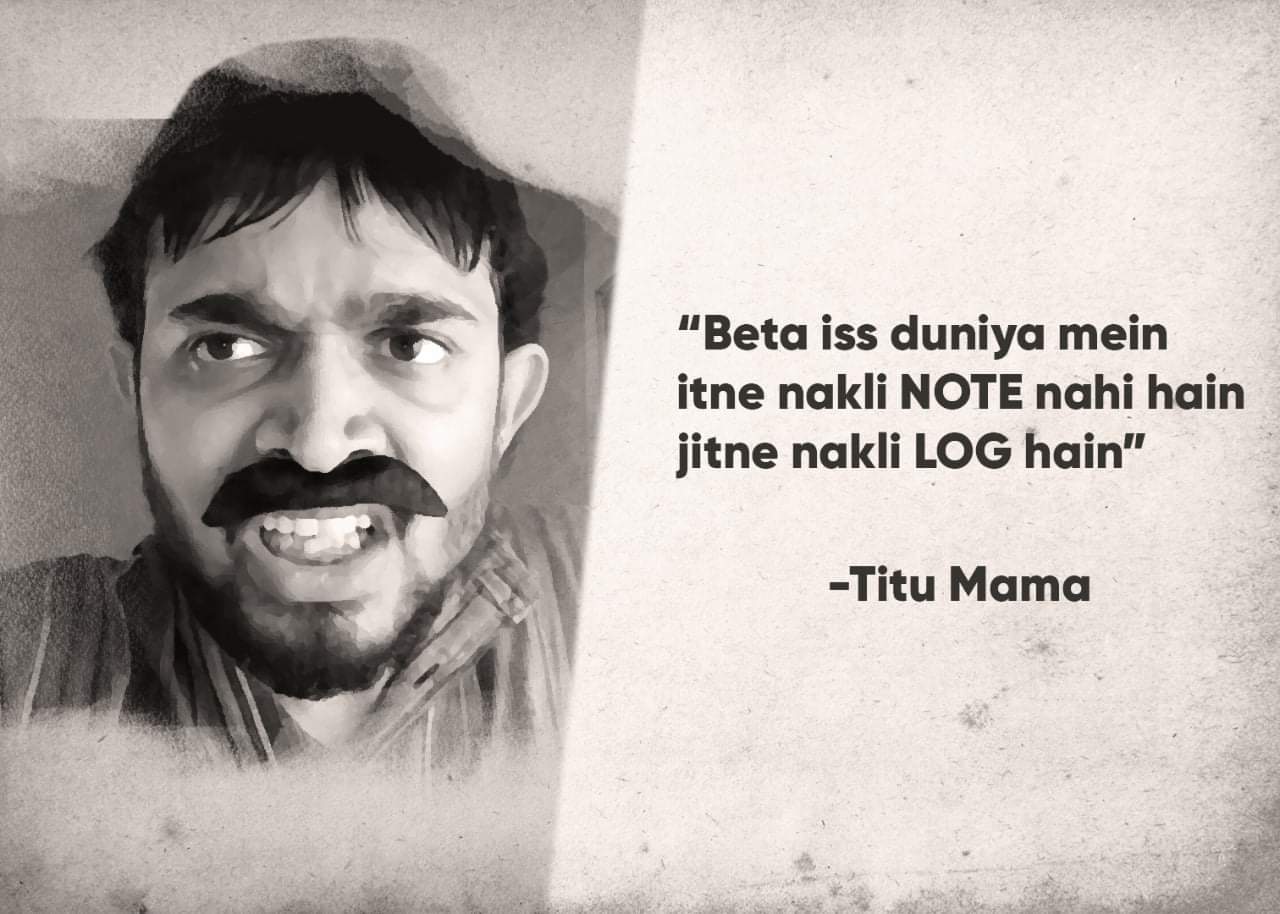 “Beta iss duniya mein
itne nakli NOTE nahi hain
jitne nakli LOG hain”
-Titu Mama